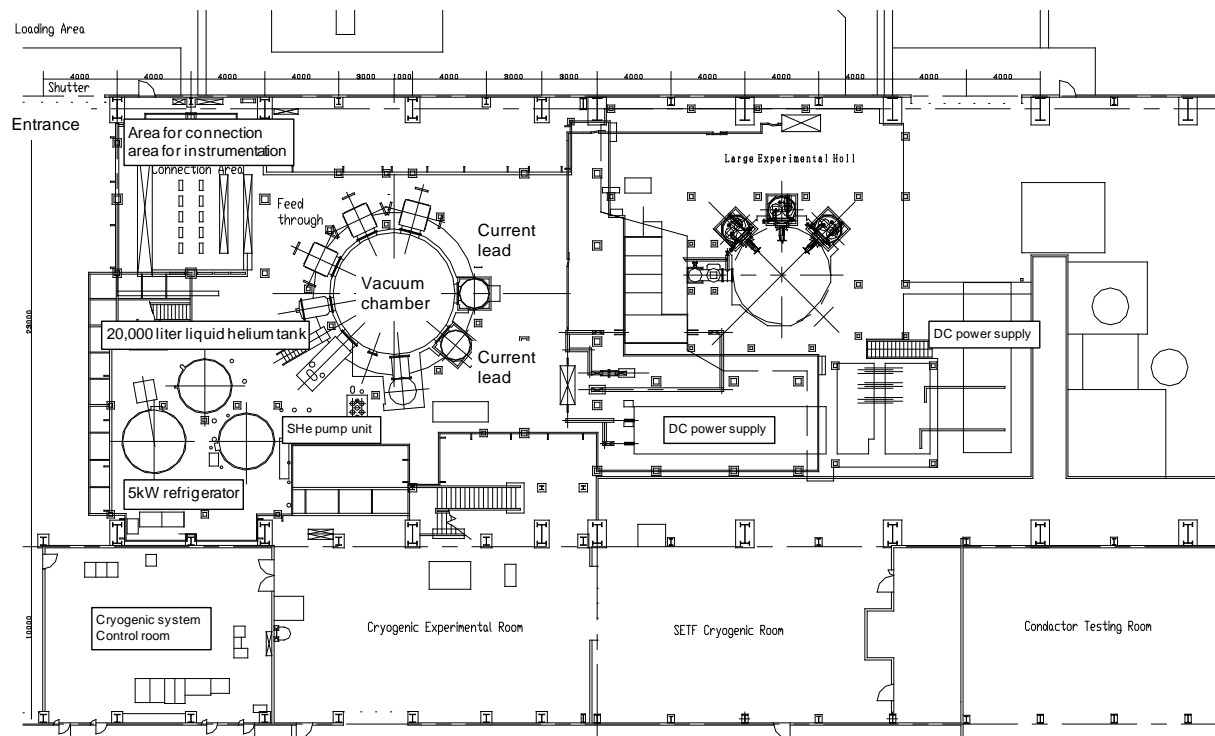 Loading Area
4000
4000
4000
4000
3000
1000
4000
3000
3000
4000
4000
4000
4000
4000
4000
Shutter
Entrance
Area for connection
area for instrumentation
Connection Area
Large Experimental Holl
Feed
through
Current
lead
Vacuum
chamber
23000
20,000 liter liquid helium tank
DC power supply
Current
lead
SHe pump unit
DC power supply
5kW refrigerator
10000
Cryogenic system
Control room
Cryogenic Experimental Room
SETF Cryogenic Room
Conductor Testing Room